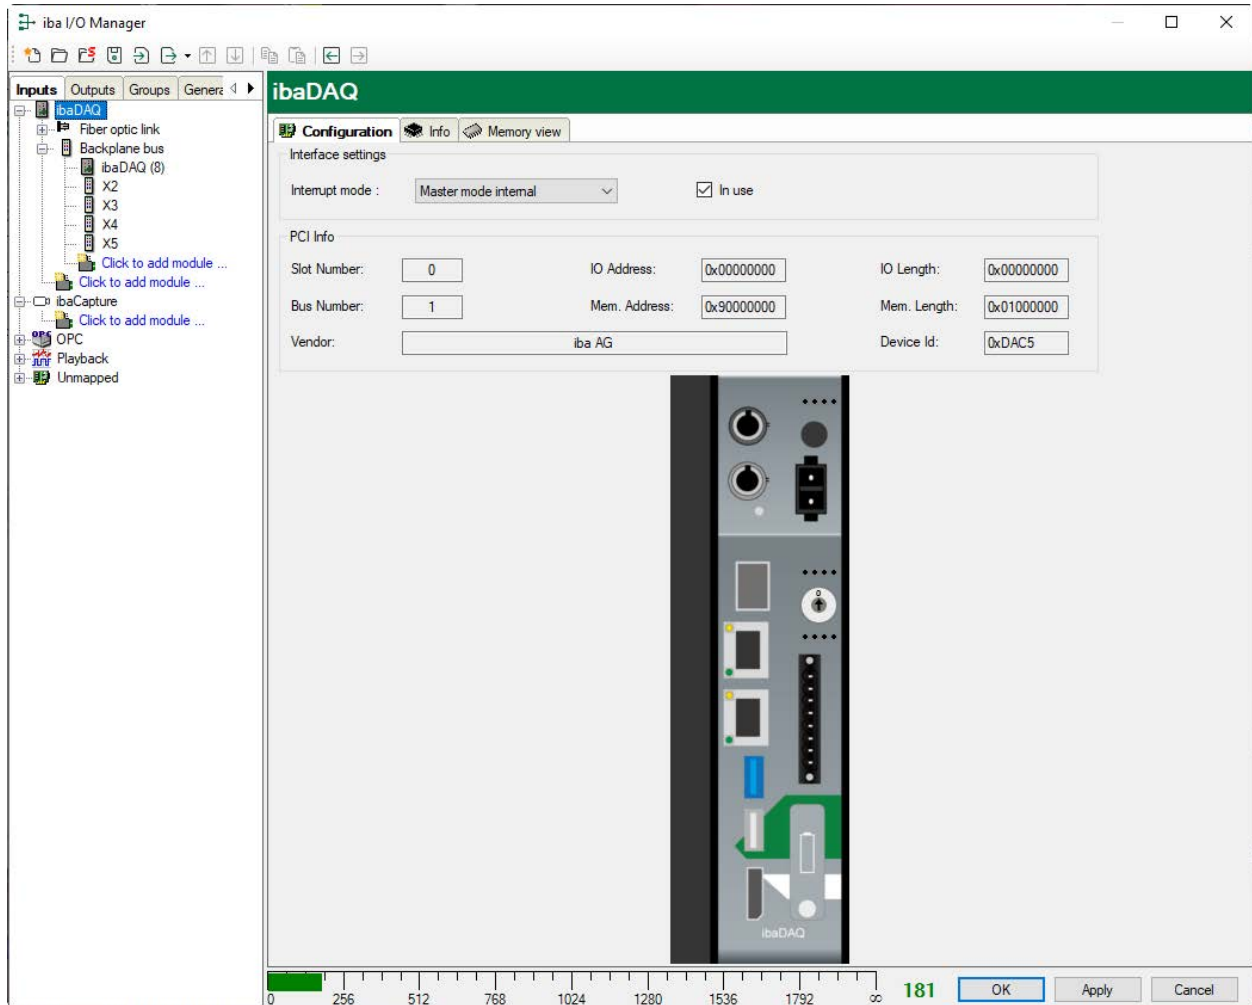 iba I/O Manager
Inputs Outputs Groups Genera
ibaDAQ
Fiber optic link
Backplane bus
ibaDAQ (8)
X2
X3
X4
X5
Click to add module ...
Click to add module ...
ibaCapture
Click to add module ...
OPC
Playback
Unmapped
ibaDAQ
Configuration Info Memory view
Interface settings
Interrupt mode : Master mode internal In use
PCI Info
Slot Number: 0 IO Address: 0x00000000 IO Length: 0x00000000
Bus Number: 1 Mem. Address: 0x90000000 Mem. Length: 0x01000000
Vendor: iba AG Device Id: 0xDAC5
0
ibaDAQ
0 256 512 768 1024 1280 1536 1792 ∞ 181 OK Apply Cancel